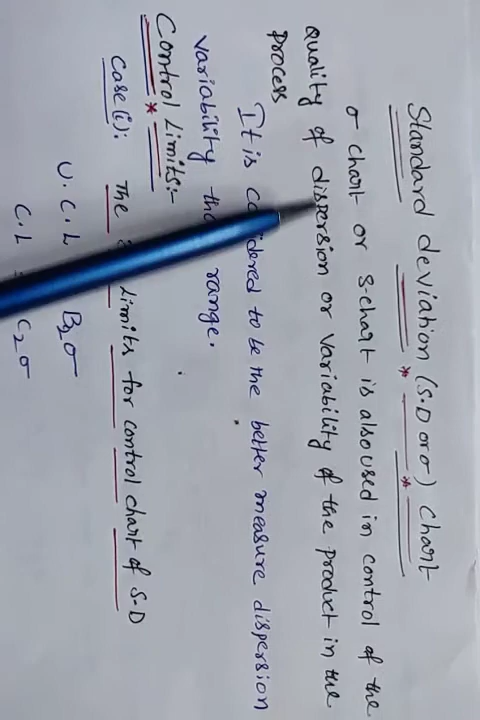 Standard deviation (S.D or σ) chart
σ chart or S-chart is also used in control of the
quality of dispersion or variability of the product in the
process
It is dered to be the better measure dispersion
variability range.
Control Limits:-
Case(i): The Limits for control chart of S-D
U.C.L B₂σ
C.L C₂σ